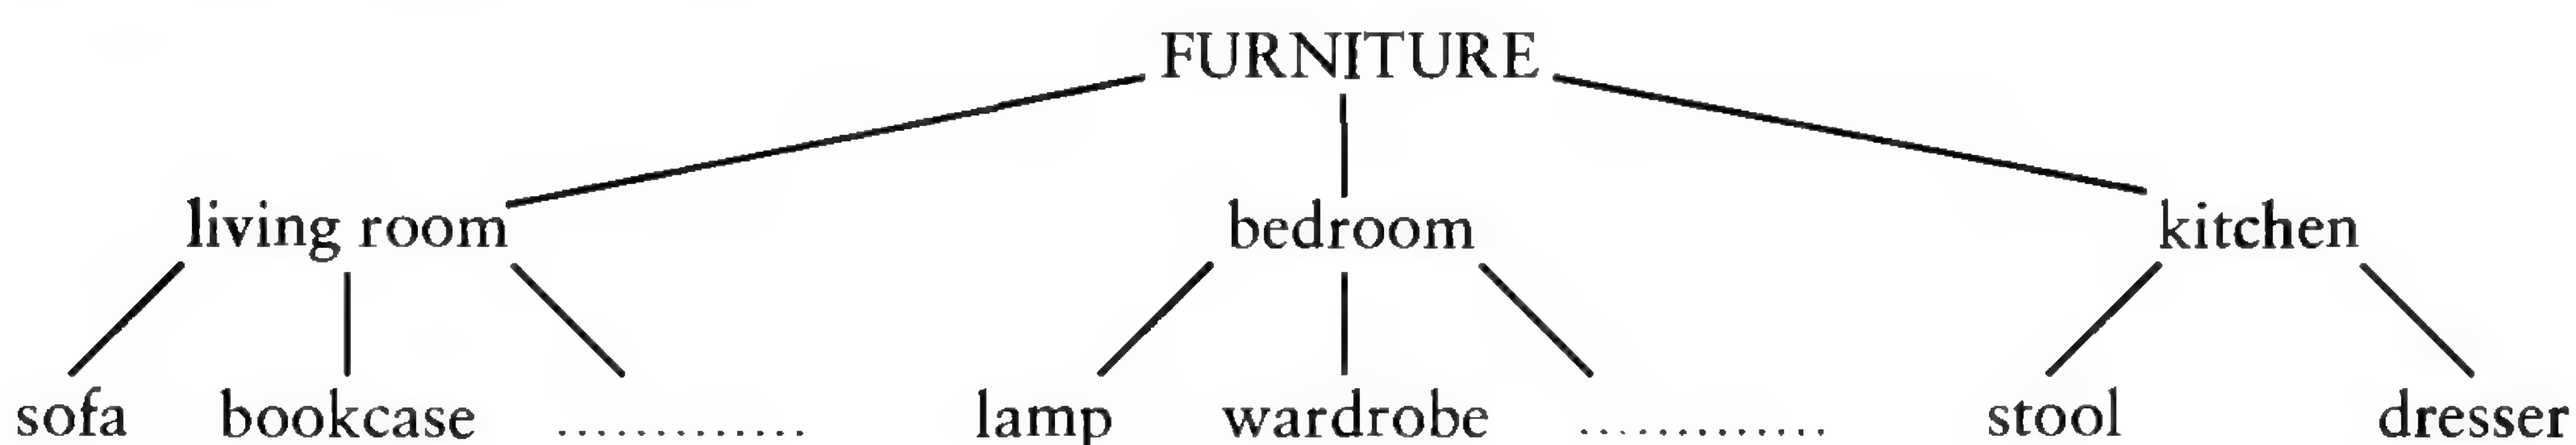 FURNITURE
living room bedroom kitchen
sofa bookcase ............. lamp wardrobe ............. stool dresser